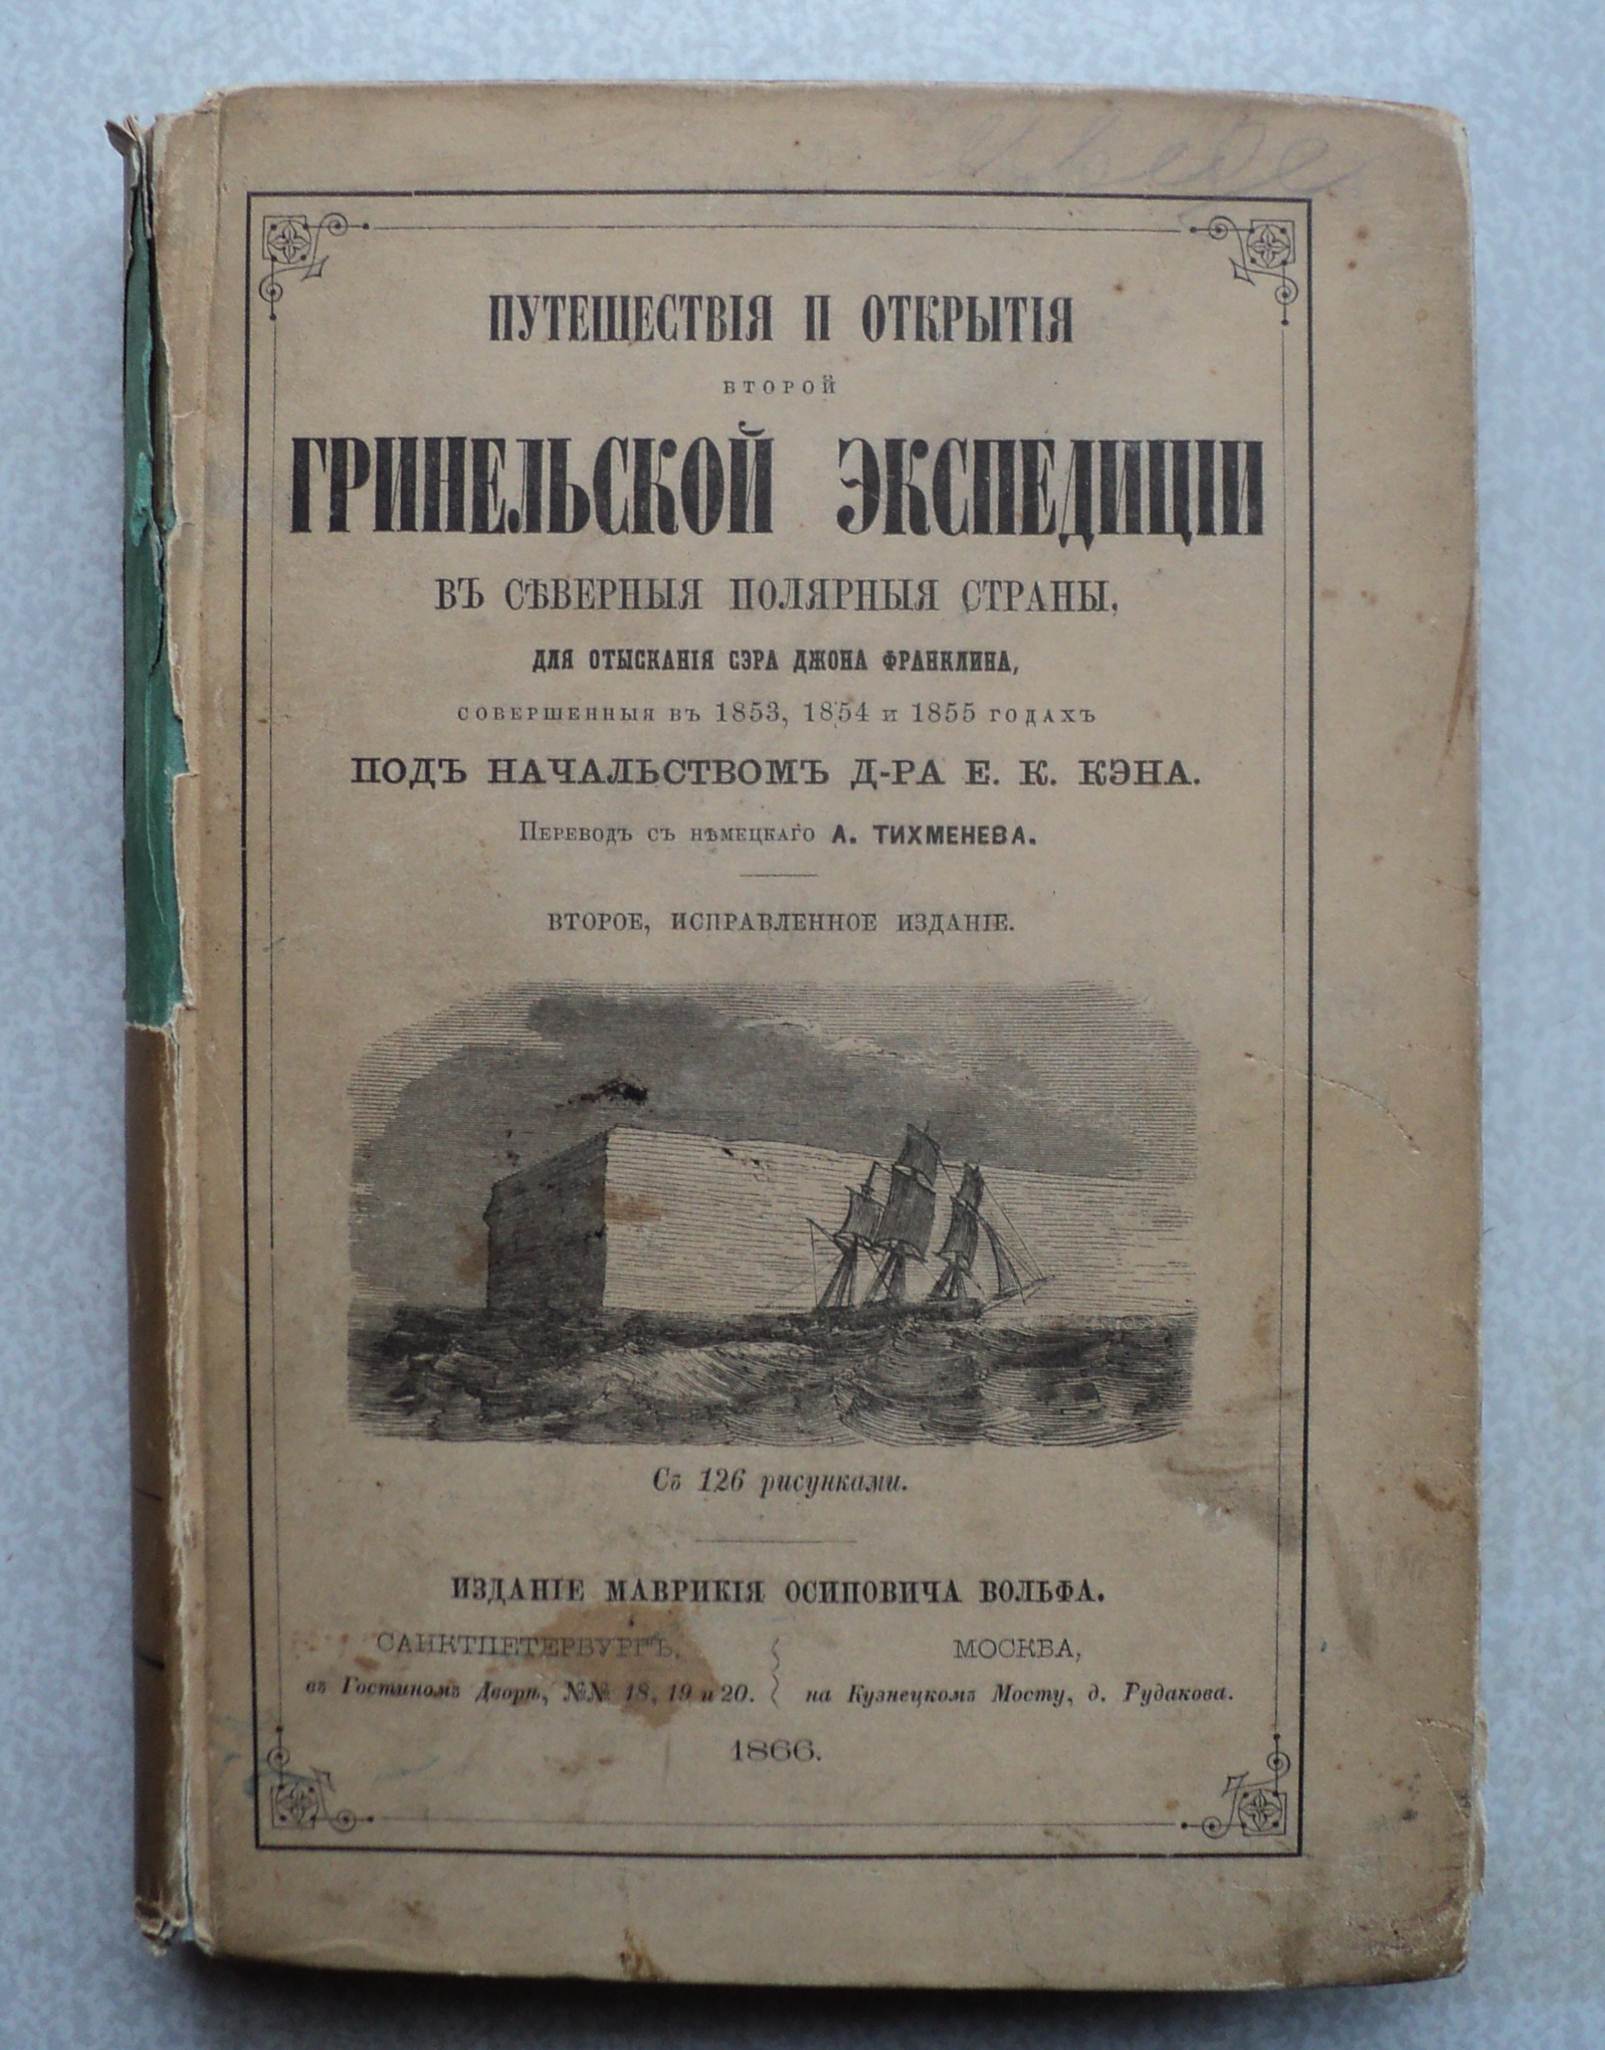 ПУТЕШЕСТВІЯ И ОТКРЫТІЯ
ВТОРОЙ
ГРИНЕЛЬСКОЙ ЭКСПЕДИЦІИ
ВЪ СѢВЕРНЫЯ ПОЛЯРНЫЯ СТРАНЫ,
ДЛЯ ОТЫСКАНІЯ СЭРА ДЖОНА ФРАНКЛИНА,
СОВЕРШЕННЫЯ ВЪ 1853, 1854 И 1855 ГОДАХЪ
ПОДЪ НАЧАЛЬСТВОМЪ Д-РА Е. К. КЭНА.
ПЕРЕВОДЪ СЪ НѢМЕЦКАГО А. ТИХМЕНЕВА.
ВТОРОЕ, ИСПРАВЛЕННОЕ ИЗДАНІЕ.
Съ 126 рисунками.
ИЗДАНІЕ МАВРИКІЯ ОСИПОВИЧА ВОЛЬФА.
САНКТПЕТЕРБУРГЪ,
въ Гостиномъ Дворѣ, №№ 18, 19 и 20.
МОСКВА,
на Кузнецкомъ Мосту, д. Рудакова.
1866.